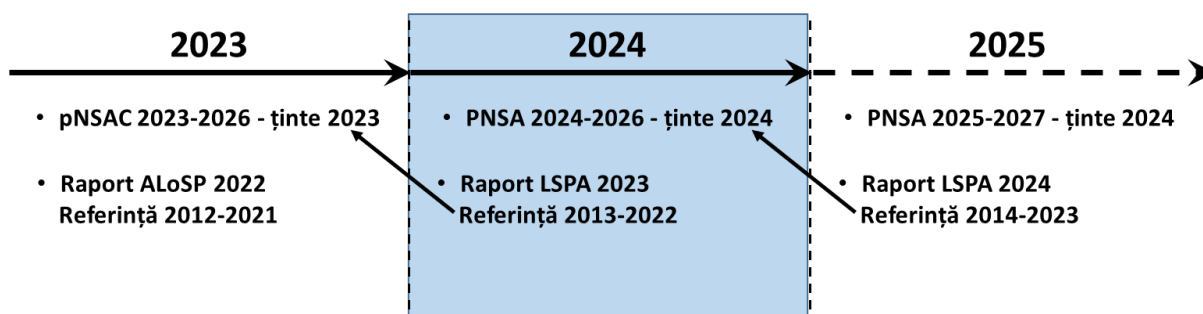 2023
2024
2025
• pNSAC 2023-2026 - ținte 2023
• PNSA 2024-2026 - ținte 2024
• PNSA 2025-2027 - ținte 2024
• Raport ALoSP 2022
Referință 2012-2021
• Raport LSPA 2023
Referință 2013-2022
• Raport LSPA 2024
Referință 2014-2023